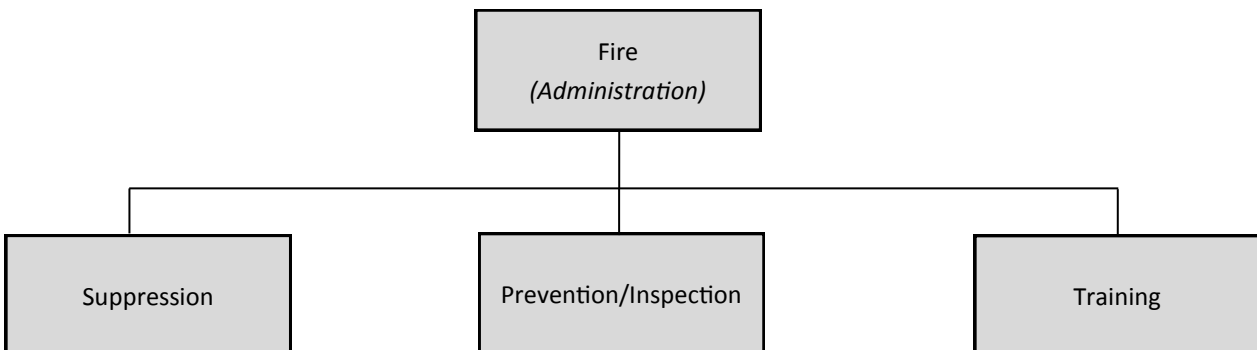 Fire
(Administration)
Suppression
Prevention/Inspection
Training